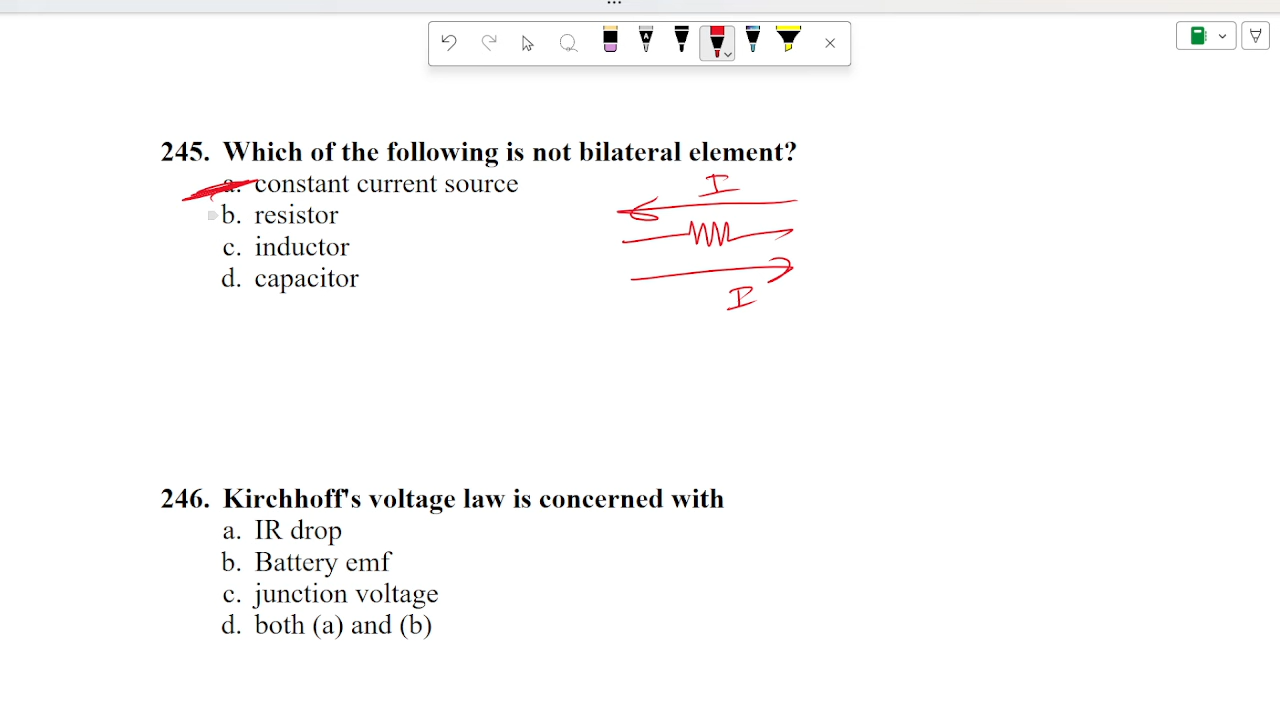 245. Which of the following is not bilateral element?
a. constant current source
I
b. resistor
c. inductor
d. capacitor
I
246. Kirchhoff's voltage law is concerned with
a. IR drop
b. Battery emf
c. junction voltage
d. both (a) and (b)